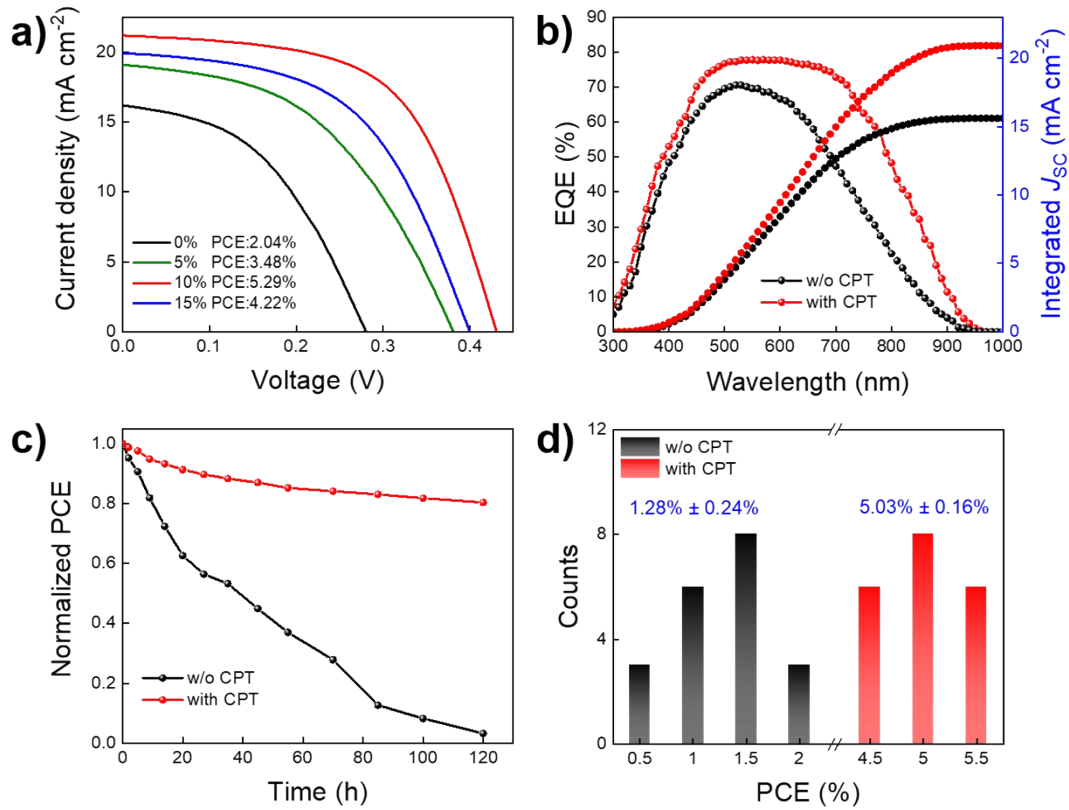 a)
Current density (mA cm⁻²)
20
15
10
5
0
0% PCE:2.04%
5% PCE:3.48%
10% PCE:5.29%
15% PCE:4.22%
0.0 0.1 0.2 0.3 0.4
Voltage (V)
b)
EQE (%)
90
80
70
60
50
40
30
20
10
0
w/o CPT
with CPT
300 400 500 600 700 800 900 1000
Wavelength (nm)
20
15
10
5
0
Integrated JSC (mA cm⁻²)
c)
Normalized PCE
1.0
0.8
0.6
0.4
0.2
0.0
w/o CPT
with CPT
0 20 40 60 80 100 120
Time (h)
d)
Counts
12
8
4
0
w/o CPT
with CPT
1.28% ± 0.24%
5.03% ± 0.16%
0.5 1 1.5 2 4.5 5 5.5
PCE (%)